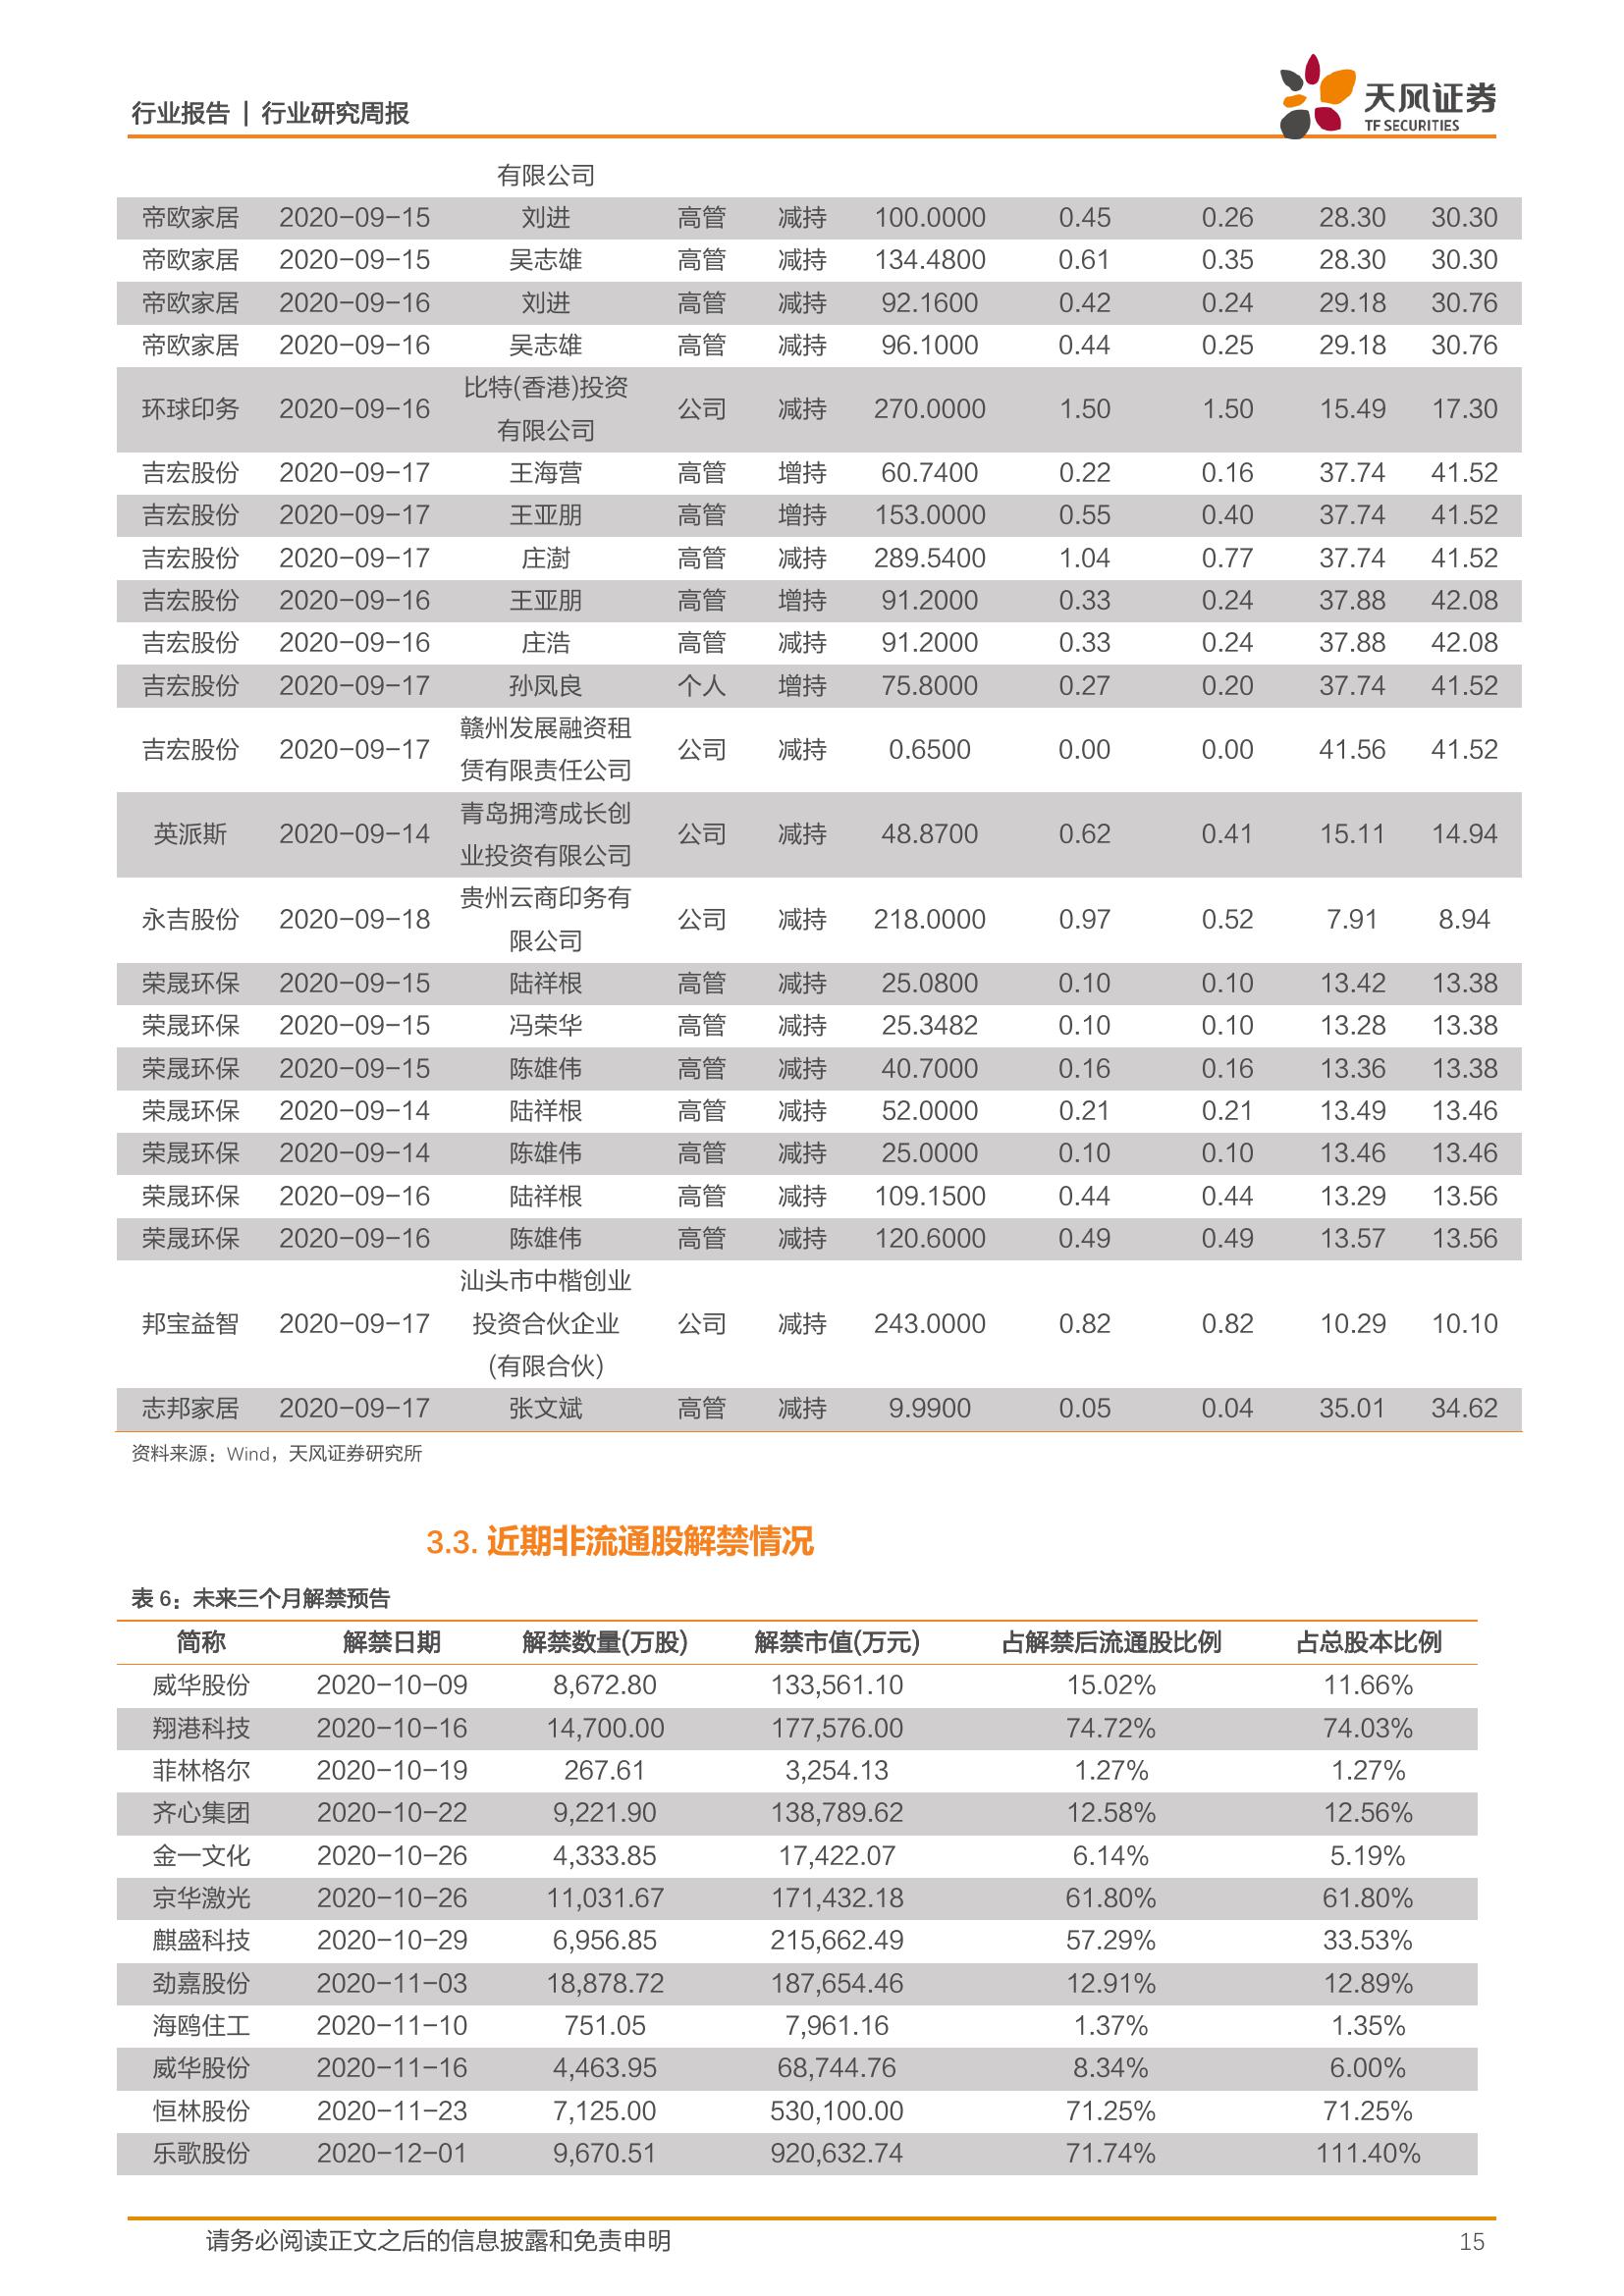 行业报告 | 行业研究周报
天风证券
TF SECURITIES
有限公司
帝欧家居 2020-09-15 刘进 高管 减持 100.0000 0.45 0.26 28.30 30.30
帝欧家居 2020-09-15 吴志雄 高管 减持 134.4800 0.61 0.35 28.30 30.30
帝欧家居 2020-09-16 刘进 高管 减持 92.1600 0.42 0.24 29.18 30.76
帝欧家居 2020-09-16 吴志雄 高管 减持 96.1000 0.44 0.25 29.18 30.76
比特(香港)投资
环球印务 2020-09-16 公司 减持 270.0000 1.50 1.50 15.49 17.30
有限公司
吉宏股份 2020-09-17 王海营 高管 增持 60.7400 0.22 0.16 37.74 41.52
吉宏股份 2020-09-17 王亚朋 高管 增持 153.0000 0.55 0.40 37.74 41.52
吉宏股份 2020-09-17 庄澍 高管 减持 289.5400 1.04 0.77 37.74 41.52
吉宏股份 2020-09-16 王亚朋 高管 增持 91.2000 0.33 0.24 37.88 42.08
吉宏股份 2020-09-16 庄浩 高管 减持 91.2000 0.33 0.24 37.88 42.08
吉宏股份 2020-09-17 孙凤良 个人 增持 75.8000 0.27 0.20 37.74 41.52
赣州发展融资租
吉宏股份 2020-09-17 公司 减持 0.6500 0.00 0.00 41.56 41.52
赁有限责任公司
青岛拥湾成长创
英派斯 2020-09-14 公司 减持 48.8700 0.62 0.41 15.11 14.94
业投资有限公司
贵州云商印务有
永吉股份 2020-09-18 公司 减持 218.0000 0.97 0.52 7.91 8.94
限公司
荣晟环保 2020-09-15 陆祥根 高管 减持 25.0800 0.10 0.10 13.42 13.38
荣晟环保 2020-09-15 冯荣华 高管 减持 25.3482 0.10 0.10 13.28 13.38
荣晟环保 2020-09-15 陈雄伟 高管 减持 40.7000 0.16 0.16 13.36 13.38
荣晟环保 2020-09-14 陆祥根 高管 减持 52.0000 0.21 0.21 13.49 13.46
荣晟环保 2020-09-14 陈雄伟 高管 减持 25.0000 0.10 0.10 13.46 13.46
荣晟环保 2020-09-16 陆祥根 高管 减持 109.1500 0.44 0.44 13.29 13.56
荣晟环保 2020-09-16 陈雄伟 高管 减持 120.6000 0.49 0.49 13.57 13.56
汕头市中楷创业
邦宝益智 2020-09-17 投资合伙企业 公司 减持 243.0000 0.82 0.82 10.29 10.10
(有限合伙)
志邦家居 2020-09-17 张文斌 高管 减持 9.9900 0.05 0.04 35.01 34.62
资料来源：Wind，天风证券研究所
3.3. 近期非流通股解禁情况
表 6：未来三个月解禁预告
简称 解禁日期 解禁数量(万股) 解禁市值(万元) 占解禁后流通股比例 占总股本比例
威华股份 2020-10-09 8,672.80 133,561.10 15.02% 11.66%
翔港科技 2020-10-16 14,700.00 177,576.00 74.72% 74.03%
菲林格尔 2020-10-19 267.61 3,254.13 1.27% 1.27%
齐心集团 2020-10-22 9,221.90 138,789.62 12.58% 12.56%
金一文化 2020-10-26 4,333.85 17,422.07 6.14% 5.19%
京华激光 2020-10-26 11,031.67 171,432.18 61.80% 61.80%
麒盛科技 2020-10-29 6,956.85 215,662.49 57.29% 33.53%
劲嘉股份 2020-11-03 18,878.72 187,654.46 12.91% 12.89%
海鸥住工 2020-11-10 751.05 7,961.16 1.37% 1.35%
威华股份 2020-11-16 4,463.95 68,744.76 8.34% 6.00%
恒林股份 2020-11-23 7,125.00 530,100.00 71.25% 71.25%
乐歌股份 2020-12-01 9,670.51 920,632.74 71.74% 111.40%
请务必阅读正文之后的信息披露和免责申明 15